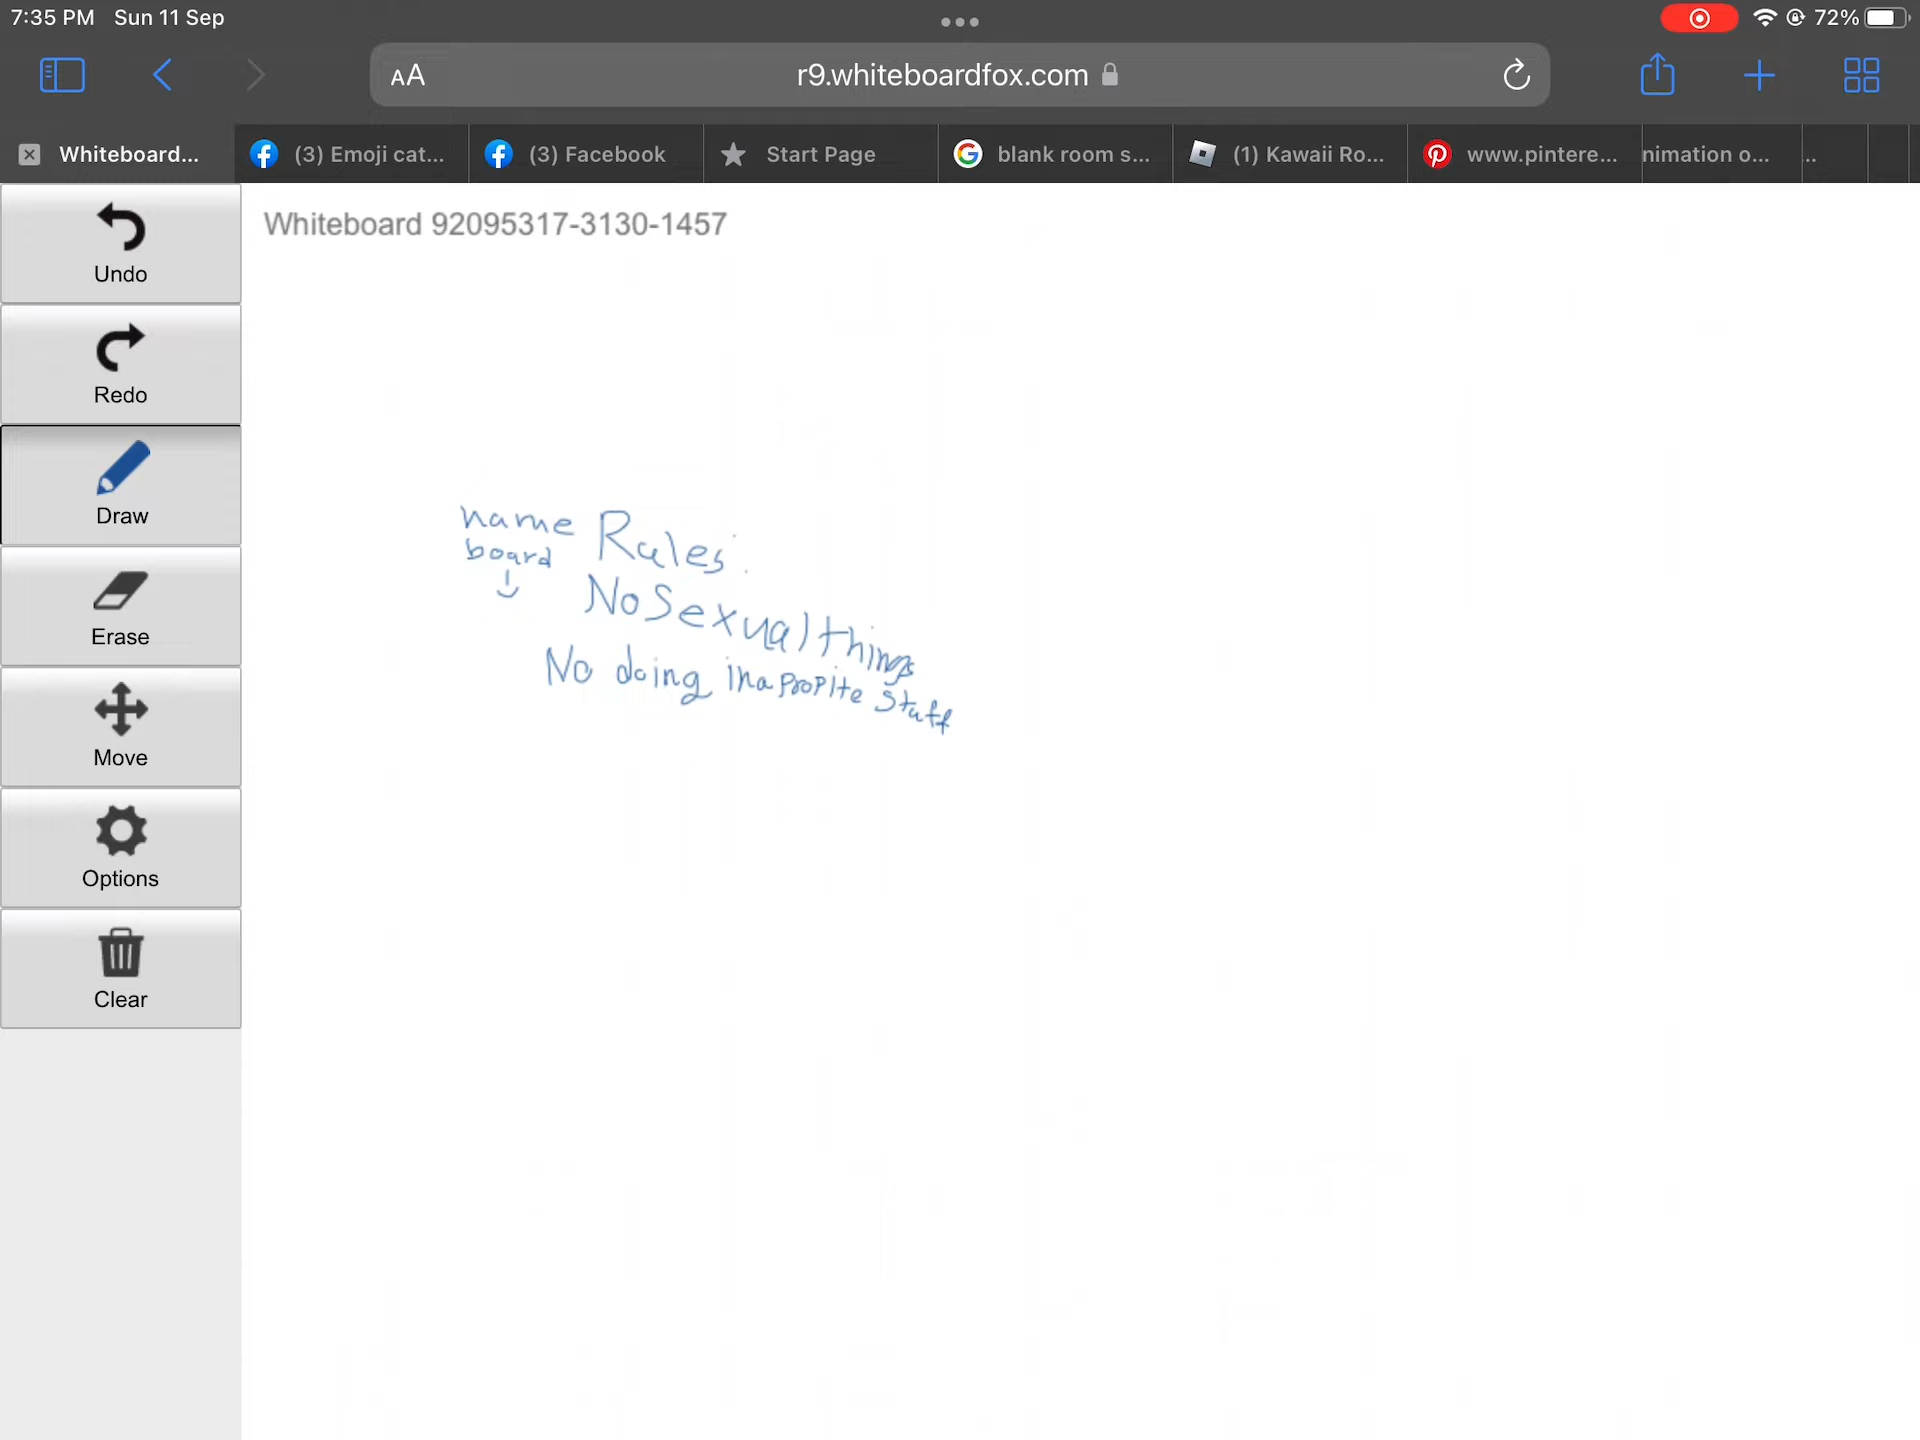 7:35 PM Sun 11 Sep
72%
AA r9.whiteboardfox.com
Whiteboard... (3) Emoji cat... (3) Facebook Start Page blank room s... (1) Kawaii Ro... www.pintere... nimation o... ..
Whiteboard 92095317-3130-1457
Undo
Redo
Draw
Erase
Move
Options
Clear
name
board
Rules.
No Sexual things
No doing inapropite stuff